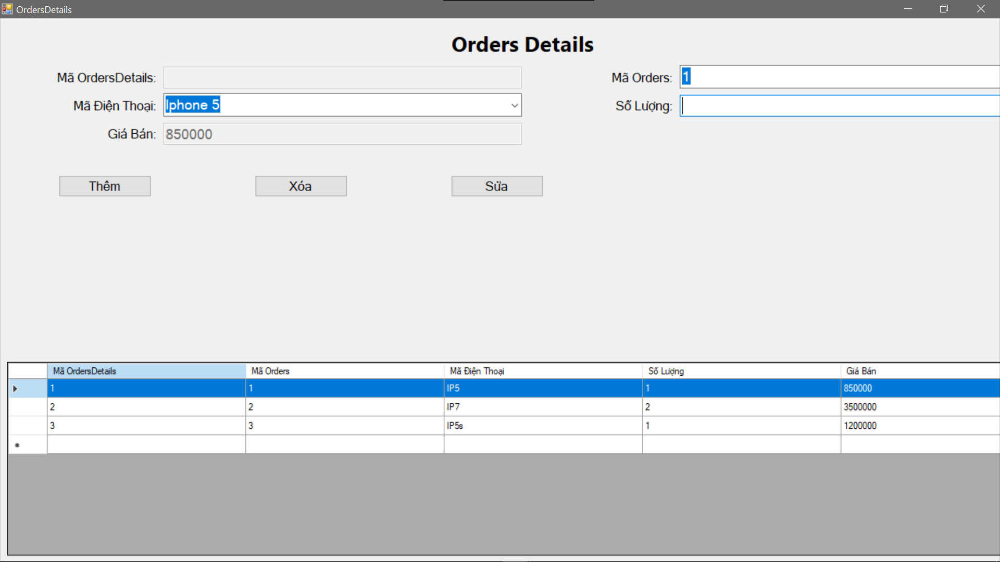 OrdersDetails
Orders Details
Mã OrdersDetails:
Mã Orders: 1
Mã Điện Thoại: Iphone 5
Số Lượng:
Giá Bán: 850000
Thêm Xóa Sửa
Mã OrdersDetails Mã Orders Mã Điện Thoại Số Lượng Giá Bán
1 1 IP5 1 850000
2 2 IP7 2 3500000
3 3 IP5s 1 1200000